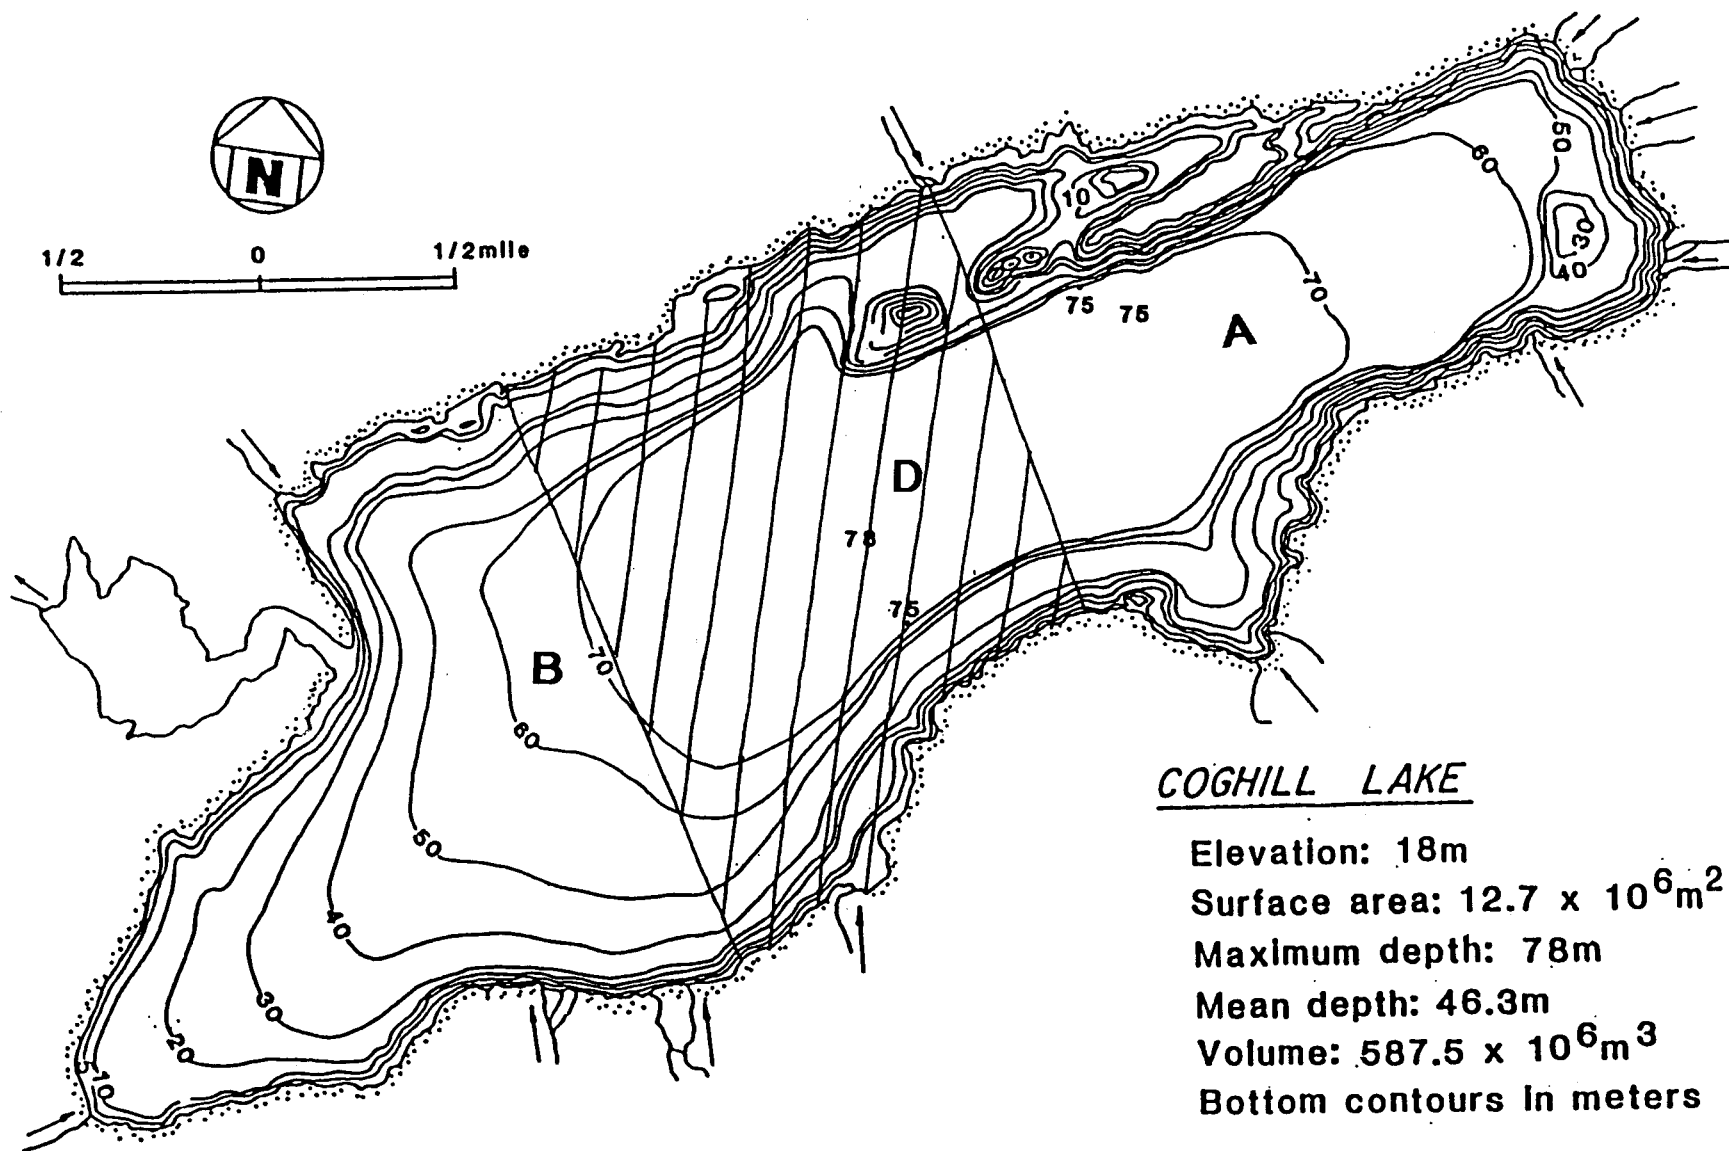 N
1/2 0 1/2mile
50
60
10
30
40
70
75 75
A
D
78
75
B
70
60
50
40
30
20
10
COGHILL LAKE
Elevation: 18m
Surface area: 12.7 x 10⁶m²
Maximum depth: 78m
Mean depth: 46.3m
Volume: 587.5 x 10⁶m³
Bottom contours in meters